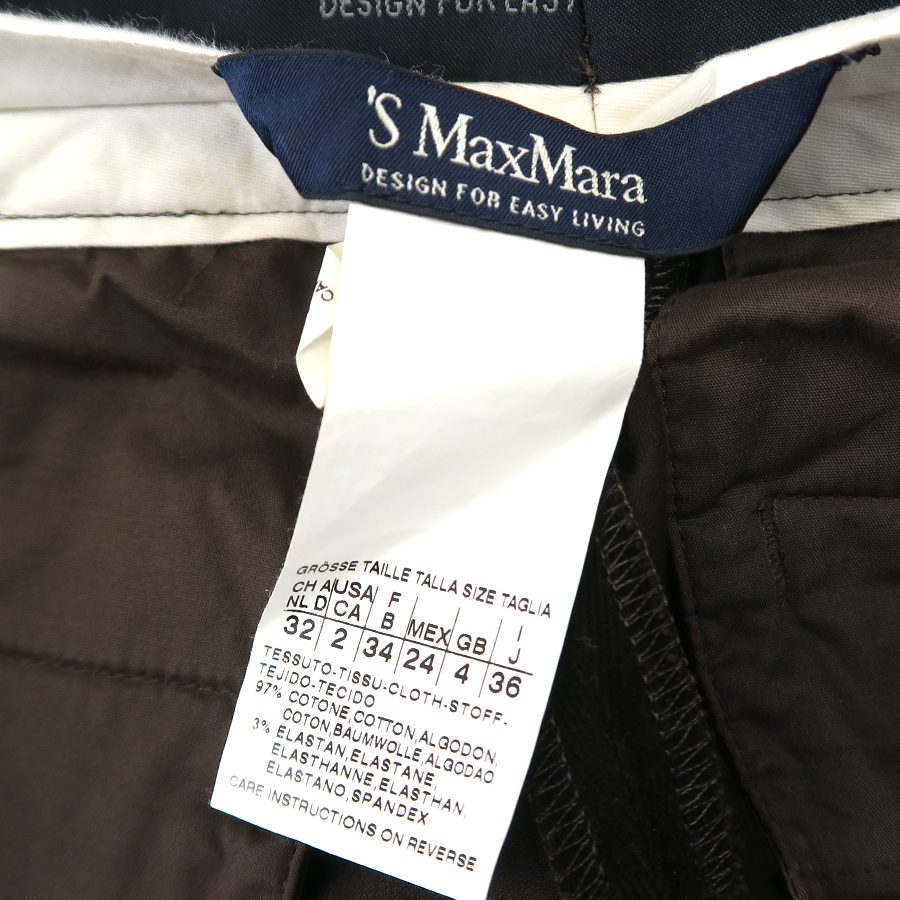 DESIGN FOR EASY
'S MaxMara
DESIGN FOR EASY LIVING
CA
GRÖSSE TAILLE TALLA SIZE TAGLIA
CH A USA F I
NL D CA B MEX GB J
32 2 34 24 4 36
TESSUTO-TISSU-CLOTH-STOFF-
TEJIDO-TECIDO
97% COTONE,COTTON,ALGODON,
COTON,BAUMWOLLE,ALGODAO
3% ELASTAN,ELASTANE,
ELASTHANNE,ELASTHAN,
ELASTANO,SPANDEX
CARE INSTRUCTIONS ON REVERSE